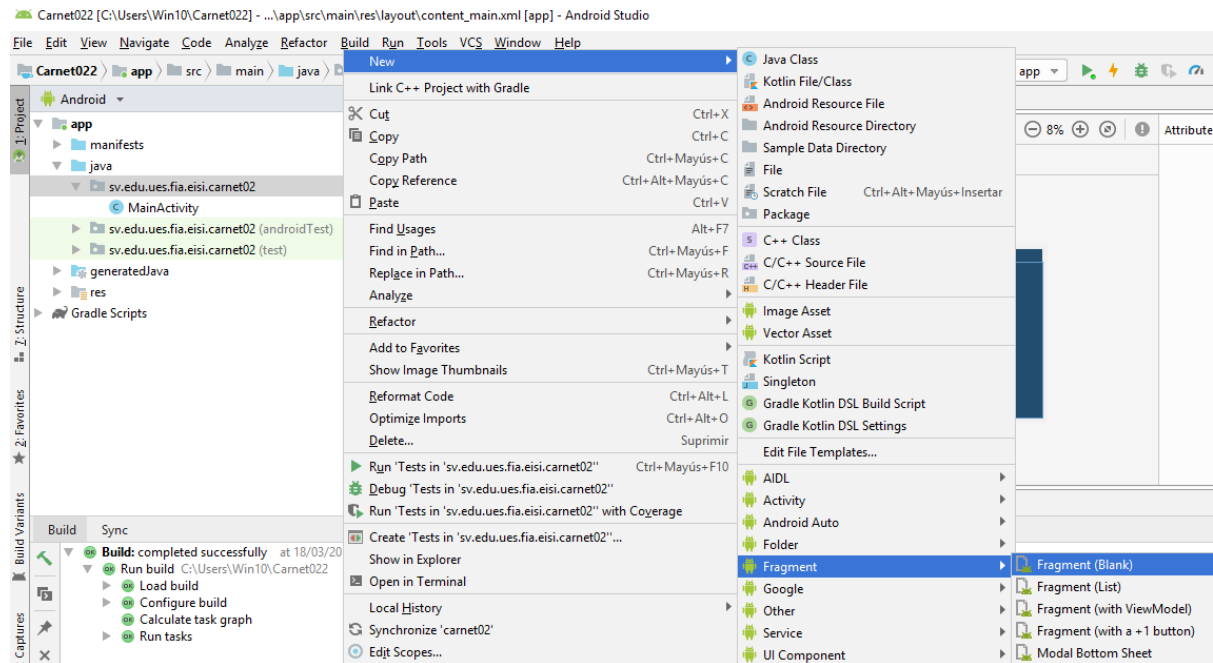 Carnet022 [C:\Users\Win10\Carnet022] - ...\app\src\main\res\layout\content_main.xml [app] - Android Studio
File Edit View Navigate Code Analyze Refactor Build Run Tools VCS Window Help
Carnet022 app src main java
app
1: Project
Android
app
manifests
java
sv.edu.ues.fia.eisi.carnet02
MainActivity
sv.edu.ues.fia.eisi.carnet02 (androidTest)
sv.edu.ues.fia.eisi.carnet02 (test)
generatedJava
res
Gradle Scripts
7: Structure
2: Favorites
Build Variants
Captures
Build Sync
Build: completed successfully at 18/03/20
Run build C:\Users\Win10\Carnet022
Load build
Configure build
Calculate task graph
Run tasks
New
Link C++ Project with Gradle
Cut Ctrl+X
Copy Ctrl+C
Copy Path Ctrl+Mayús+C
Copy Reference Ctrl+Alt+Mayús+C
Paste Ctrl+V
Find Usages Alt+F7
Find in Path... Ctrl+Mayús+F
Replace in Path... Ctrl+Mayús+R
Analyze
Refactor
Add to Favorites
Show Image Thumbnails Ctrl+Mayús+T
Reformat Code Ctrl+Alt+L
Optimize Imports Ctrl+Alt+O
Delete... Suprimir
Run 'Tests in 'sv.edu.ues.fia.eisi.carnet02'' Ctrl+Mayús+F10
Debug 'Tests in 'sv.edu.ues.fia.eisi.carnet02''
Run 'Tests in 'sv.edu.ues.fia.eisi.carnet02'' with Coverage
Create 'Tests in 'sv.edu.ues.fia.eisi.carnet02''...
Show in Explorer
Open in Terminal
Local History
Synchronize 'carnet02'
Edit Scopes...
Java Class
Kotlin File/Class
Android Resource File
Android Resource Directory
Sample Data Directory
File
Scratch File Ctrl+Alt+Mayús+Insertar
Package
C++ Class
C/C++ Source File
C/C++ Header File
Image Asset
Vector Asset
Kotlin Script
Singleton
Gradle Kotlin DSL Build Script
Gradle Kotlin DSL Settings
Edit File Templates...
AIDL
Activity
Android Auto
Folder
Fragment
Google
Other
Service
UI Component
8% Attribute
Fragment (Blank)
Fragment (List)
Fragment (with ViewModel)
Fragment (with a +1 button)
Modal Bottom Sheet